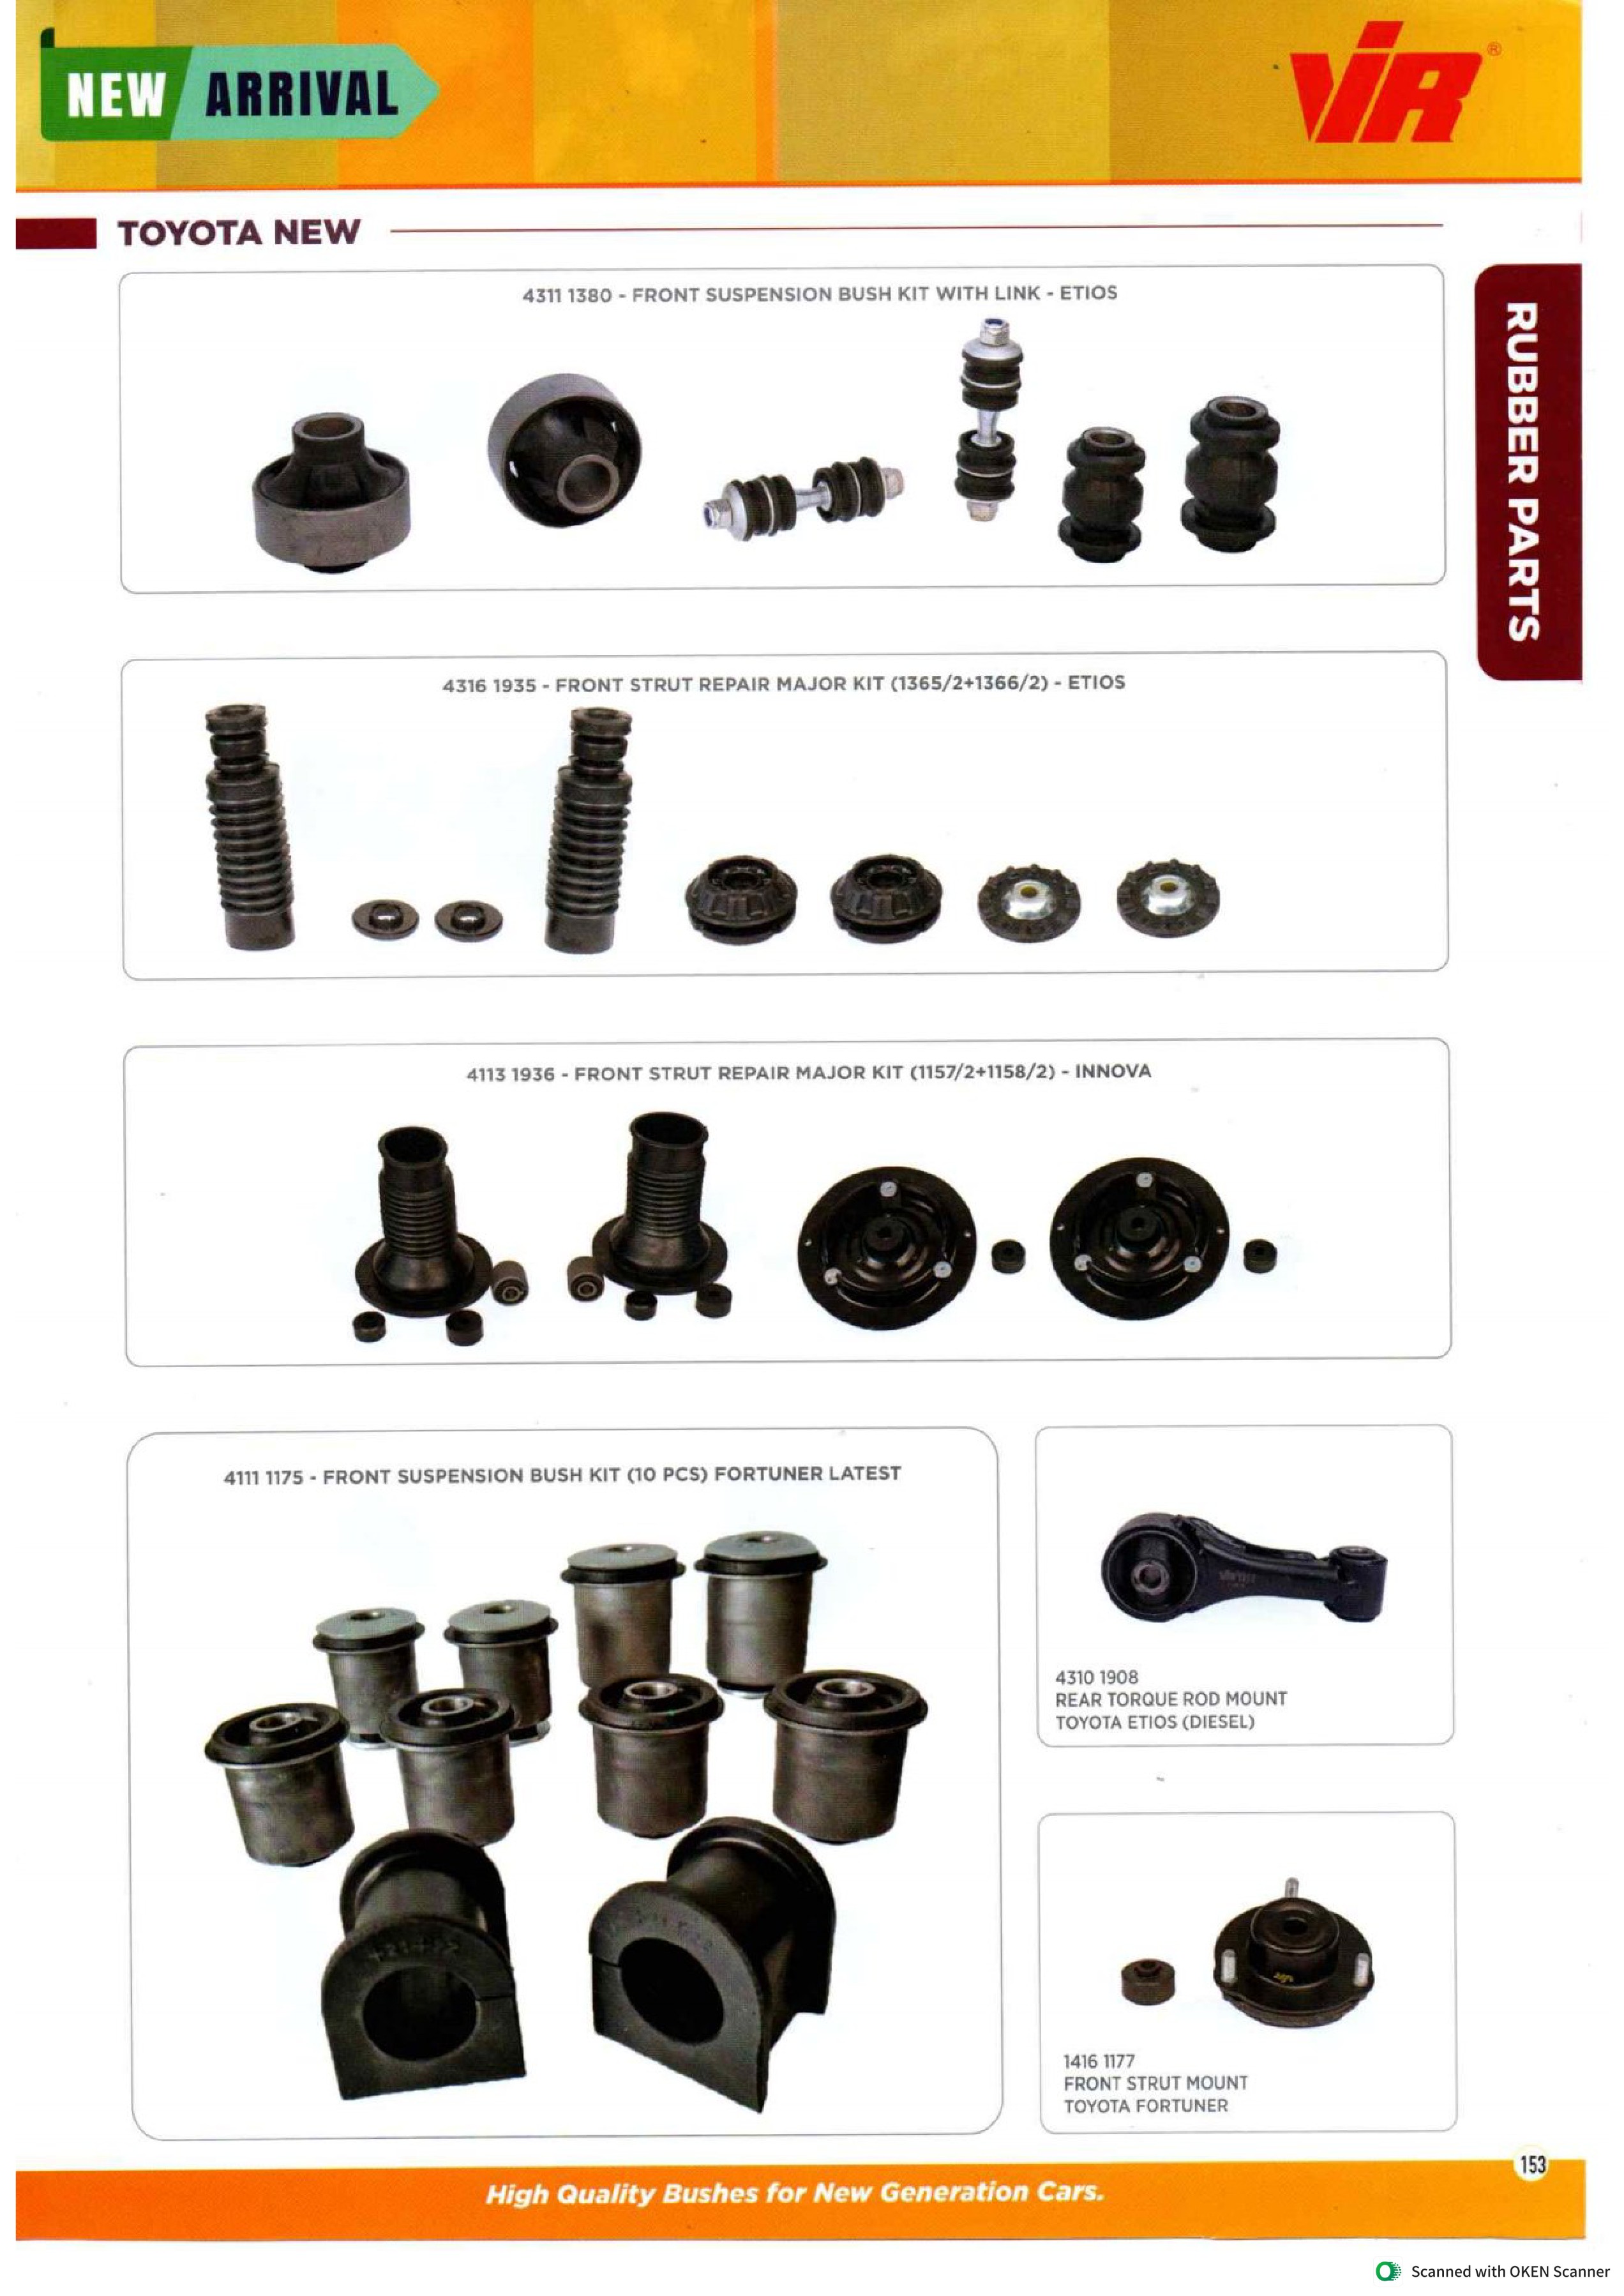 NEW ARRIVAL
ViR®
TOYOTA NEW
RUBBER PARTS
4311 1380 - FRONT SUSPENSION BUSH KIT WITH LINK - ETIOS
4316 1935 - FRONT STRUT REPAIR MAJOR KIT (1365/2+1366/2) - ETIOS
4113 1936 - FRONT STRUT REPAIR MAJOR KIT (1157/2+1158/2) - INNOVA
4111 1175 - FRONT SUSPENSION BUSH KIT (10 PCS) FORTUNER LATEST
4310 1908
REAR TORQUE ROD MOUNT
TOYOTA ETIOS (DIESEL)
1416 1177
FRONT STRUT MOUNT
TOYOTA FORTUNER
153
High Quality Bushes for New Generation Cars.
Scanned with OKEN Scanner